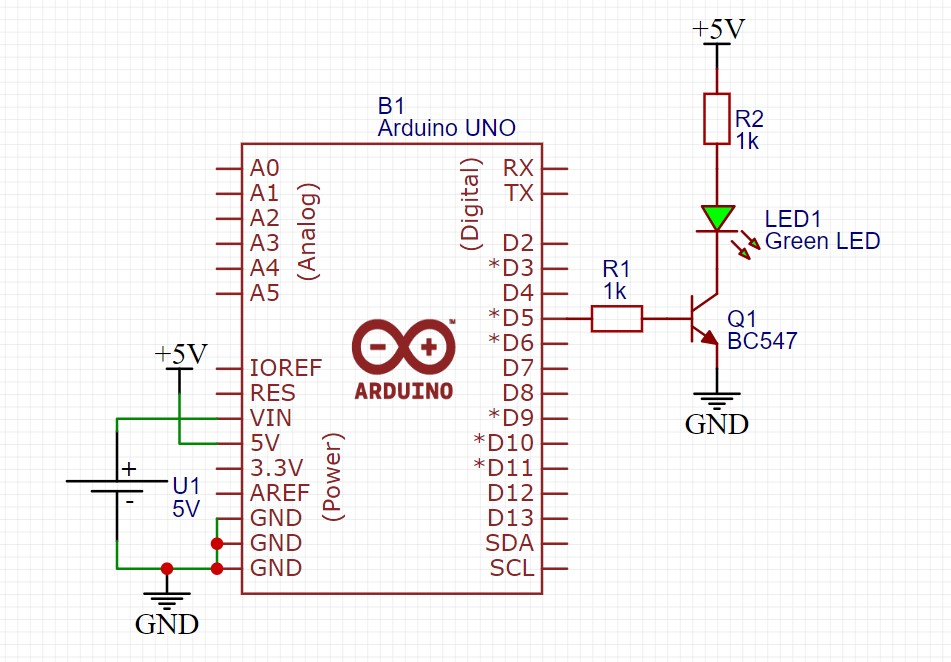 +5V
R2
1k
B1
Arduino UNO
A0
A1
A2
A3
A4
A5
(Analog)
(Digital)
RX
TX
D2
*D3
D4
*D5
*D6
D7
D8
*D9
*D10
*D11
D12
D13
SDA
SCL
LED1
Green LED
R1
1k
Q1
BC547
GND
TM
ARDUINO
+5V
IOREF
RES
VIN
5V
3.3V
AREF
GND
GND
GND
(Power)
+
-
U1
5V
GND